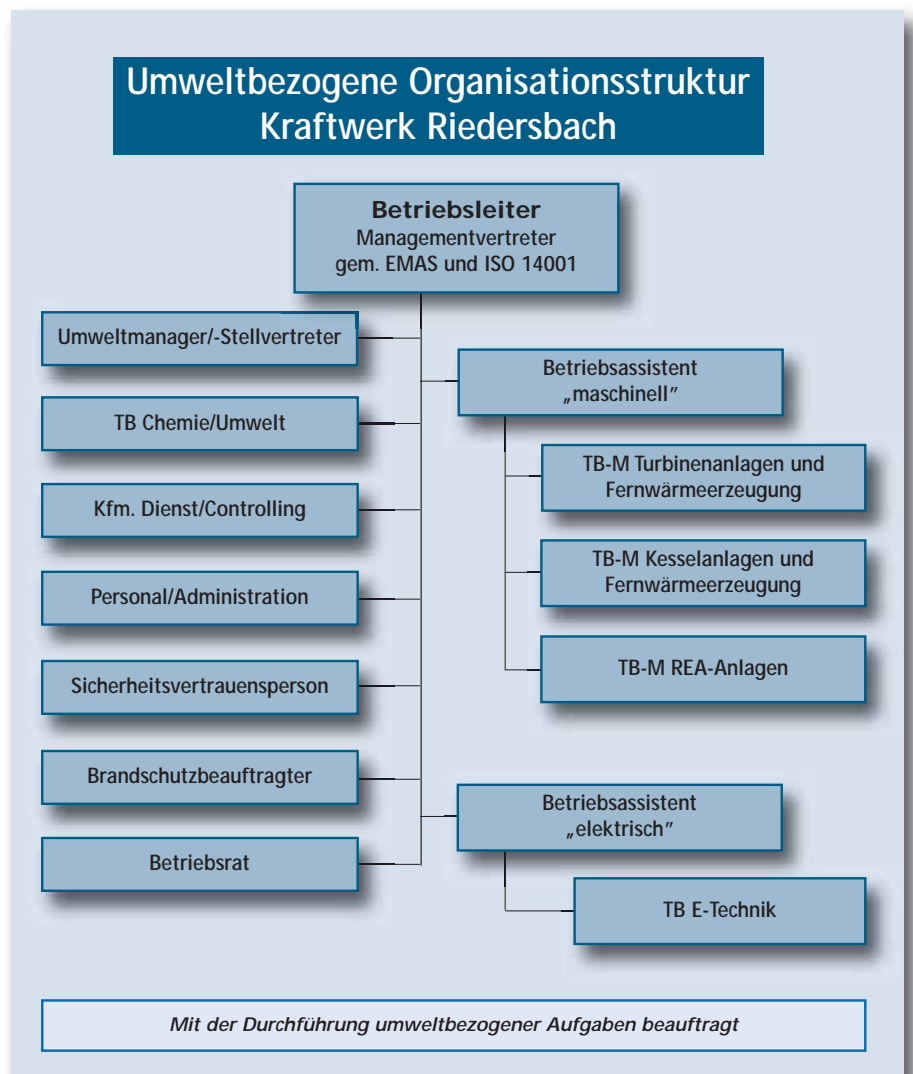 Umweltbezogene Organisationsstruktur
Kraftwerk Riedersbach
Betriebsleiter
Managementvertreter
gem. EMAS und ISO 14001
Umweltmanager/-Stellvertreter
TB Chemie/Umwelt
Kfm. Dienst/Controlling
Personal/Administration
Sicherheitsvertrauensperson
Brandschutzbeauftragter
Betriebsrat
Betriebsassistent
„maschinell”
TB-M Turbinenanlagen und
Fernwärmeerzeugung
TB-M Kesselanlagen und
Fernwärmeerzeugung
TB-M REA-Anlagen
Betriebsassistent
„elektrisch”
TB E-Technik
Mit der Durchführung umweltbezogener Aufgaben beauftragt